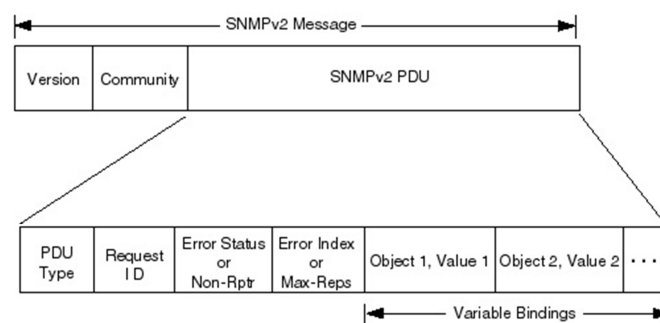 SNMPv2 Message
Version
Community
SNMPv2 PDU
PDU
Type
Request
ID
Error Status
or
Non-Rptr
Error Index
or
Max-Reps
Object 1, Value 1
Object 2, Value 2
...
Variable Bindings